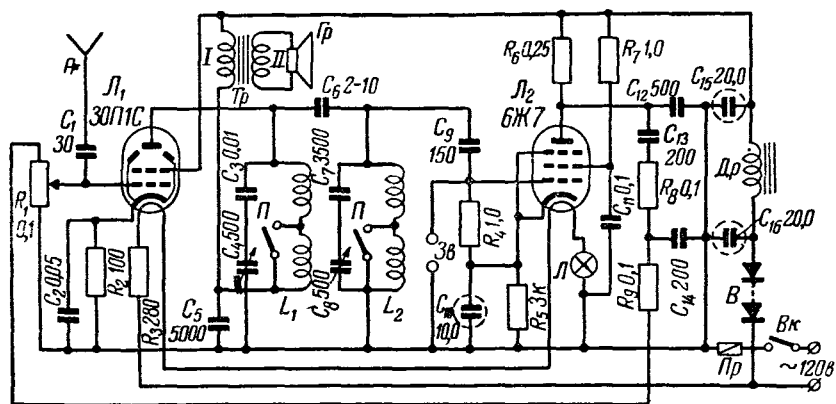 Ан
Л₁
30П1С
C₁
30
R₁
0,1
C₂ 0,05
R₂ 100
R₃ 280
C₅
5000
I
II
Тр
Гр
C₃ 0,01
C₄ 500
П
L₁
C₆ 2-10
C₇ 3500
C₈ 500
П
L₂
C₉
150
Зв
R₄ 1,0
C₁₀
10,0
Л₂
6Ж7
R₅ 3к
R₆ 0,25
R₇ 1,0
C₁₁ 0,1
Л
C₁₂ 500
C₁₃
200
R₈ 0,1
R₉ 0,1
C₁₄ 200
C₁₅ 20,0
Др
C₁₆ 20,0
В
Вк
Пр
~120в